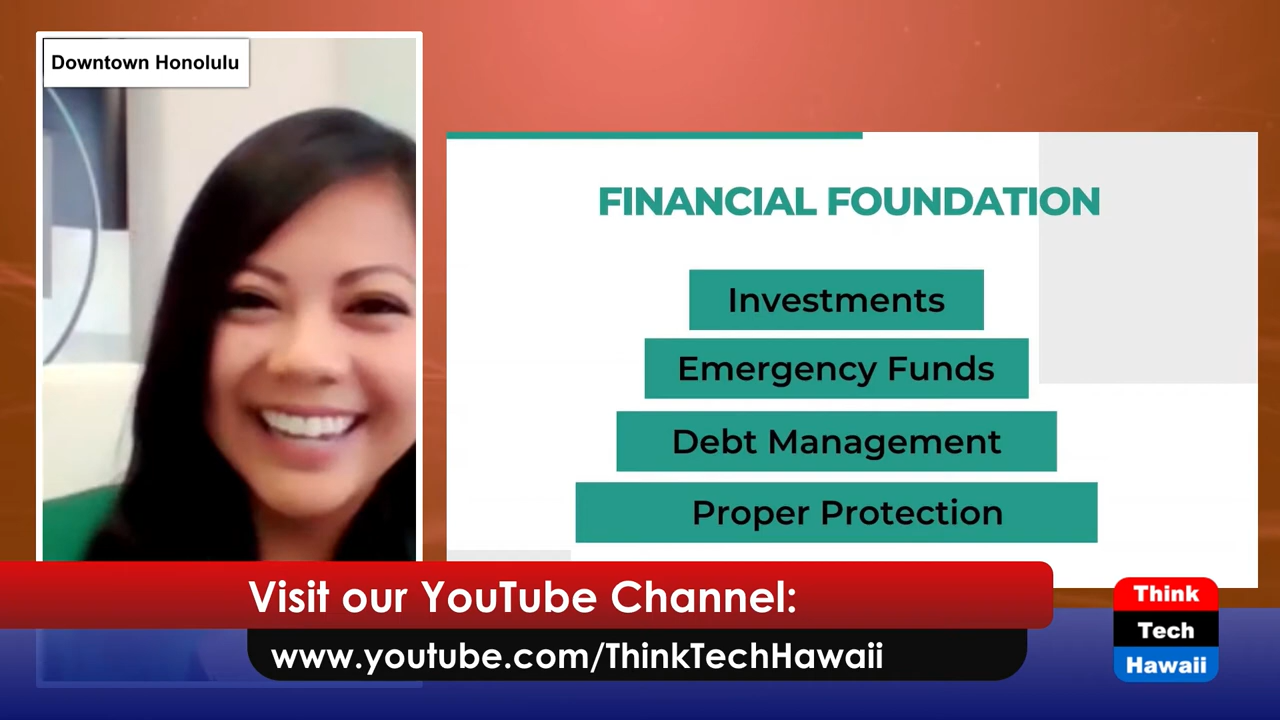 Downtown Honolulu
FINANCIAL FOUNDATION
Investments
Emergency Funds
Debt Management
Proper Protection
Visit our YouTube Channel:
www.youtube.com/ThinkTechHawaii
Think
Tech
Hawaii